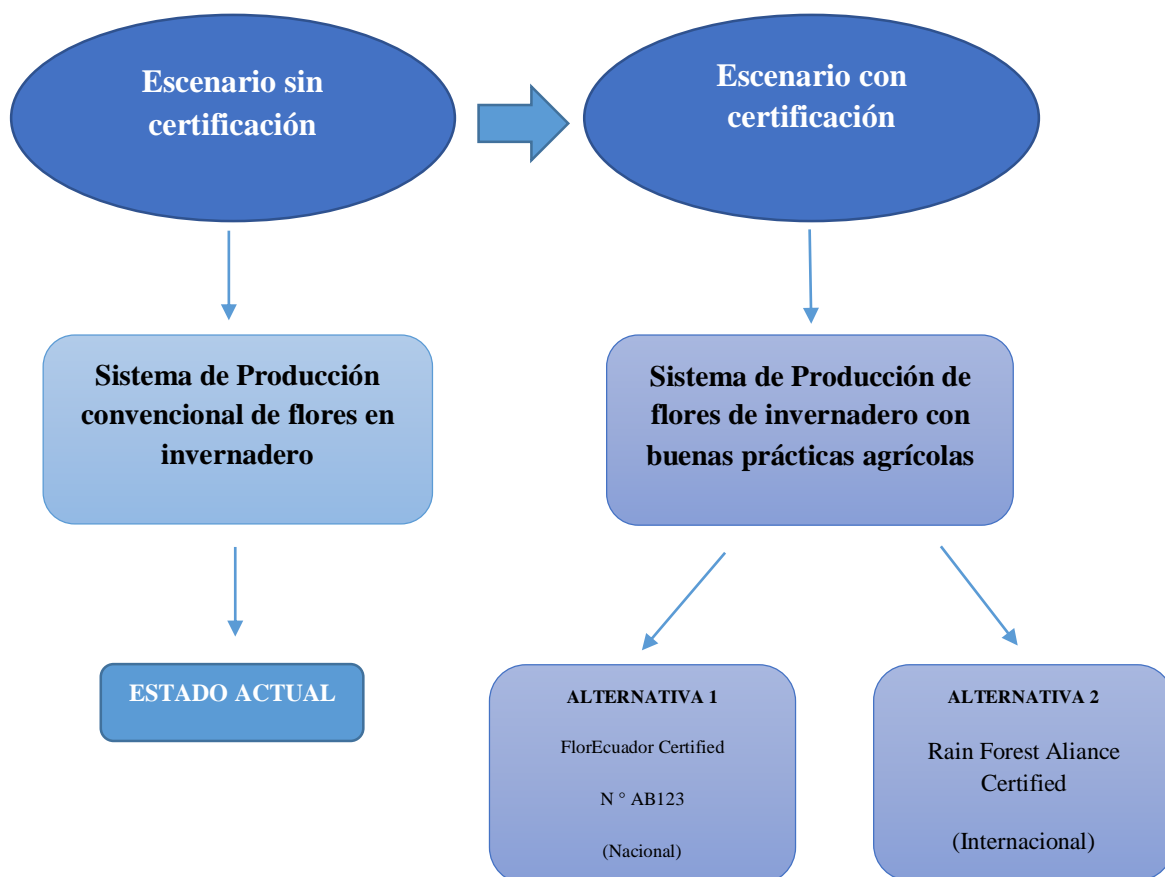 Escenario sin
certificación
Escenario con
certificación
Sistema de Producción
convencional de flores en
invernadero
Sistema de Producción de
flores de invernadero con
buenas prácticas agrícolas
ESTADO ACTUAL
ALTERNATIVA 1
FlorEcuador Certified
N ° AB123
(Nacional)
ALTERNATIVA 2
Rain Forest Aliance
Certified
(Internacional)